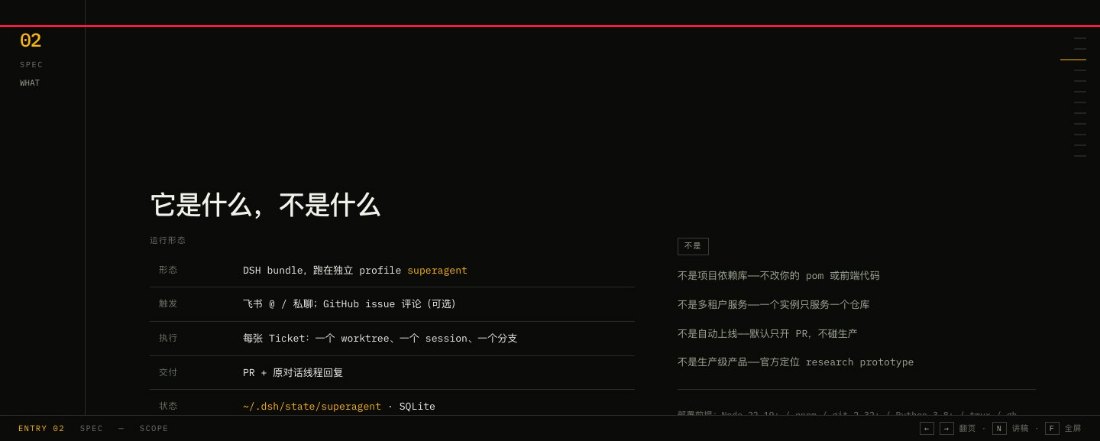 02
SPEC
WHAT
它是什么，不是什么
运行形态
形态 DSH bundle，跑在独立 profile superagent
触发 飞书 @ / 私聊；GitHub issue 评论（可选）
执行 每张 Ticket：一个 worktree、一个 session、一个分支
交付 PR + 原对话线程回复
状态 ~/.dsh/state/superagent · SQLite
不是
不是项目依赖库——不改你的 pom 或前端代码
不是多租户服务——一个实例只服务一个仓库
不是自动上线——默认只开 PR，不碰生产
不是生产级产品——官方定位 research prototype
ENTRY 02 SPEC — SCOPE
← → 翻页 · N 讲稿 · F 全屏